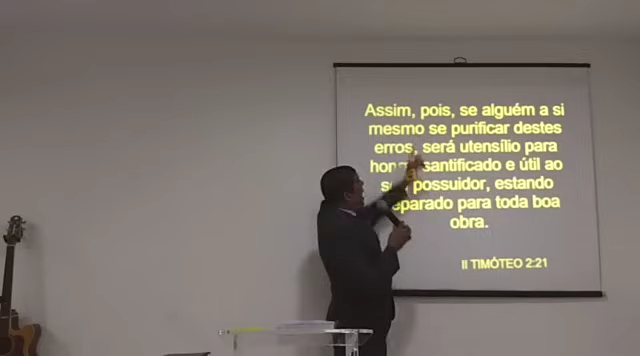 Assim, pois, se alguém a si
mesmo se purificar destes
erros, será utensílio para
santificado e útil ao
possuidor, estando
para toda boa
obra.
II TIMÓTEO 2:21